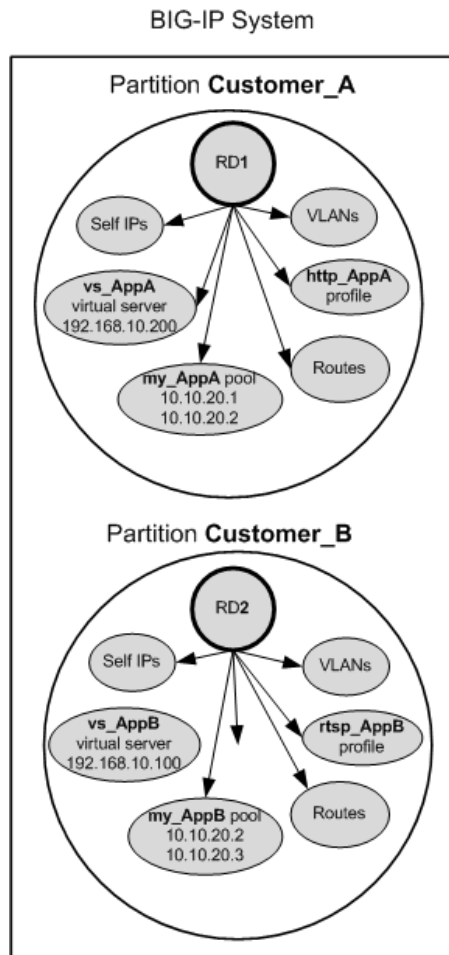 BIG-IP System
Partition Customer_A
RD1
Self IPs
VLANs
vs_AppA
virtual server
192.168.10.200
http_AppA
profile
my_AppA pool
10.10.20.1
10.10.20.2
Routes
Partition Customer_B
RD2
Self IPs
VLANs
vs_AppB
virtual server
192.168.10.100
rtsp_AppB
profile
my_AppB pool
10.10.20.2
10.10.20.3
Routes